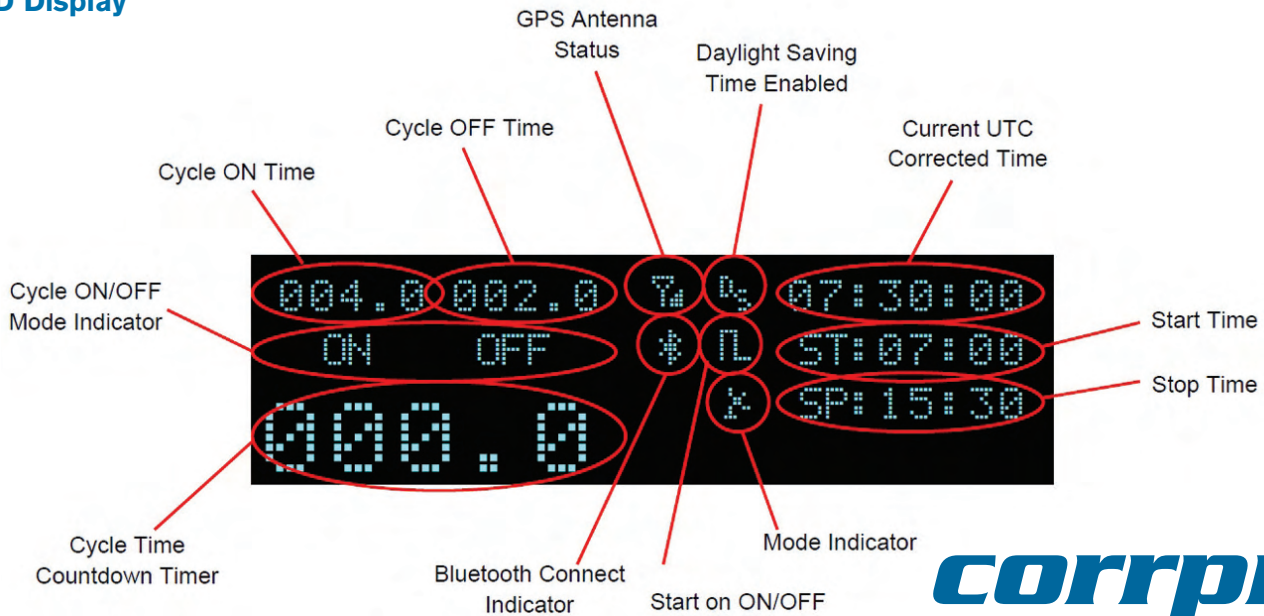 Display
GPS Antenna
Status
Daylight Saving
Time Enabled
Cycle OFF Time
Current UTC
Corrected Time
Cycle ON Time
Cycle ON/OFF
Mode Indicator
004.0 002.0 DS 07:30:00
ON OFF ST:07:00
SP:15:30
000.0
Start Time
Stop Time
Cycle Time
Countdown Timer
Bluetooth Connect
Indicator
Start on ON/OFF
Mode Indicator